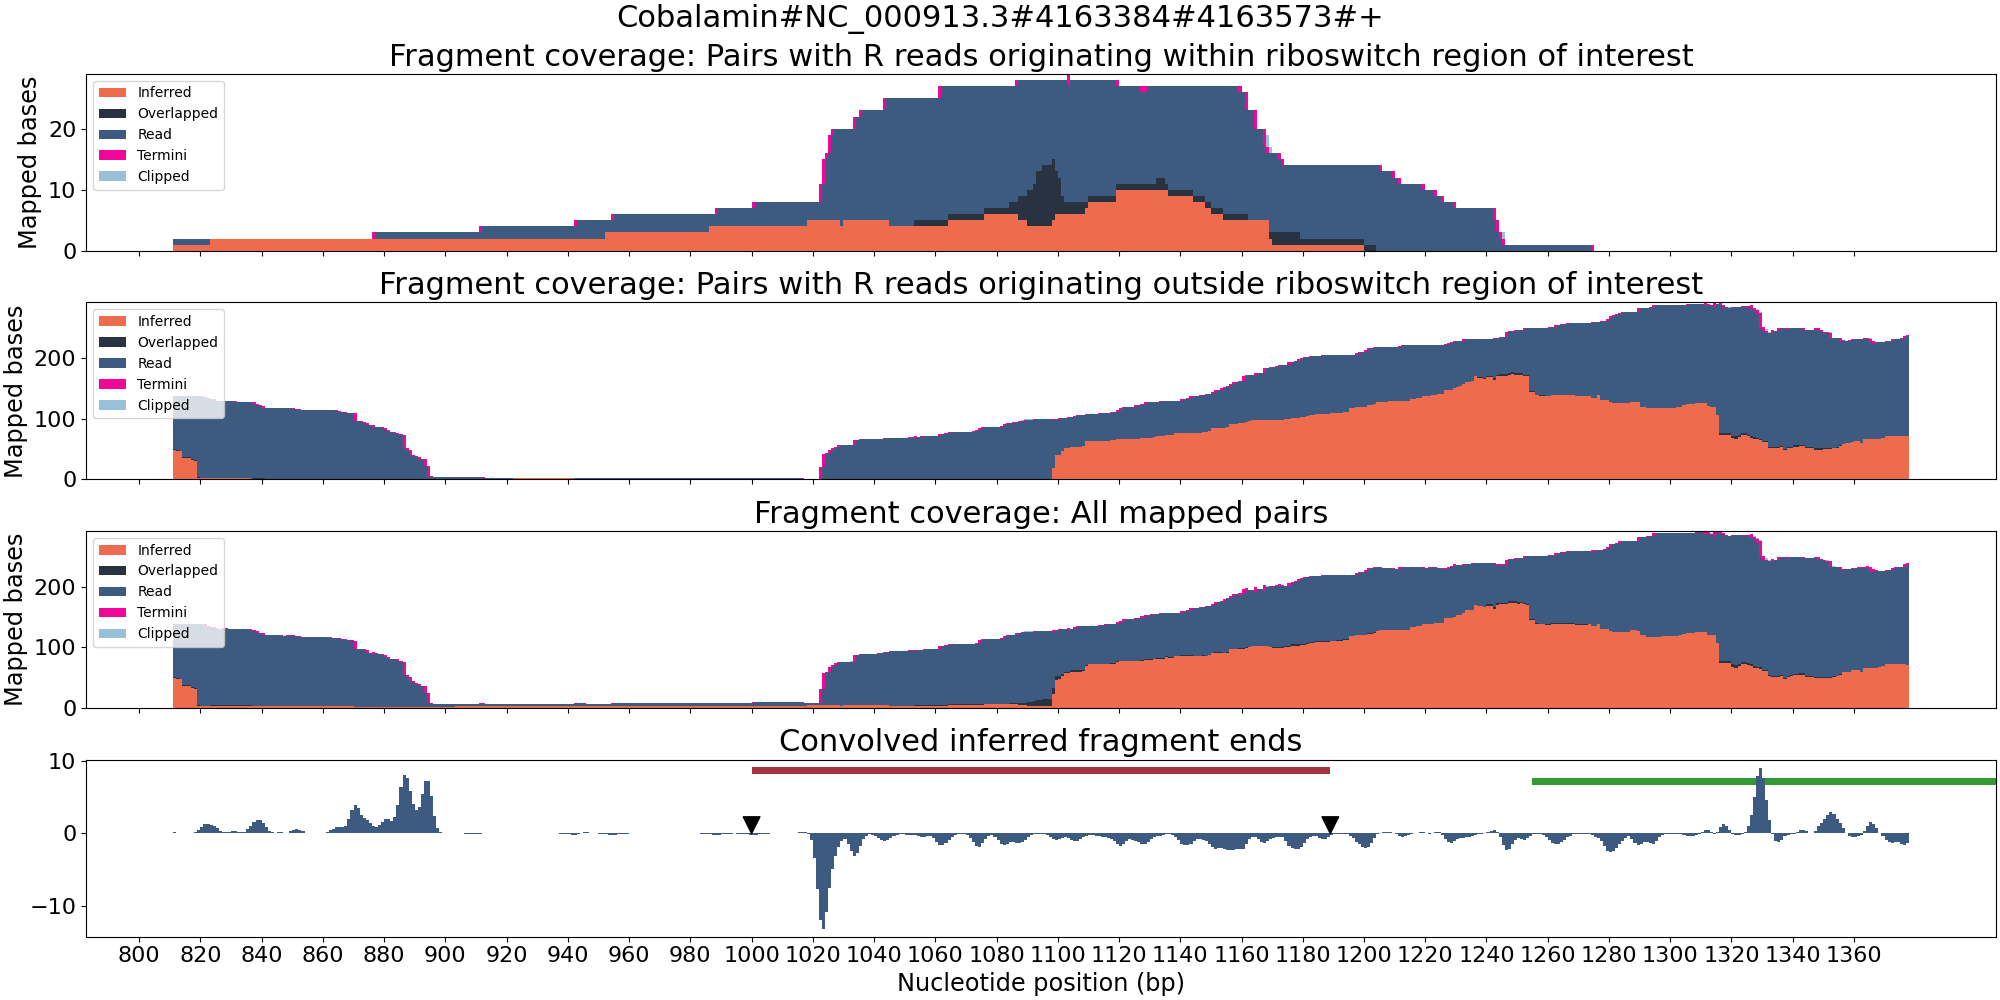 Cobalamin#NC_000913.3#4163384#4163573#+
Fragment coverage: Pairs with R reads originating within riboswitch region of interest
Mapped bases
20
10
0
Inferred
Overlapped
Read
Termini
Clipped
Fragment coverage: Pairs with R reads originating outside riboswitch region of interest
Mapped bases
200
100
0
Inferred
Overlapped
Read
Termini
Clipped
Fragment coverage: All mapped pairs
Mapped bases
200
100
0
Inferred
Overlapped
Read
Termini
Clipped
Convolved inferred fragment ends
10
0
−10
800 820 840 860 880 900 920 940 960 980 1000 1020 1040 1060 1080 1100 1120 1140 1160 1180 1200 1220 1240 1260 1280 1300 1320 1340 1360
Nucleotide position (bp)